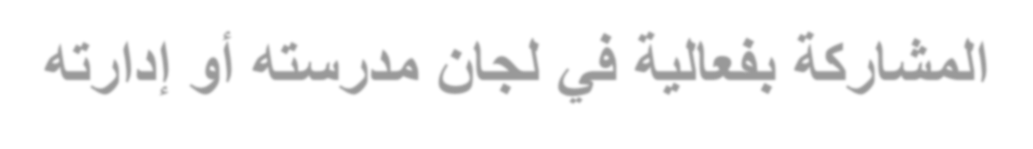 المشاركة بفعالية في لجان مدرسته أو إدارته